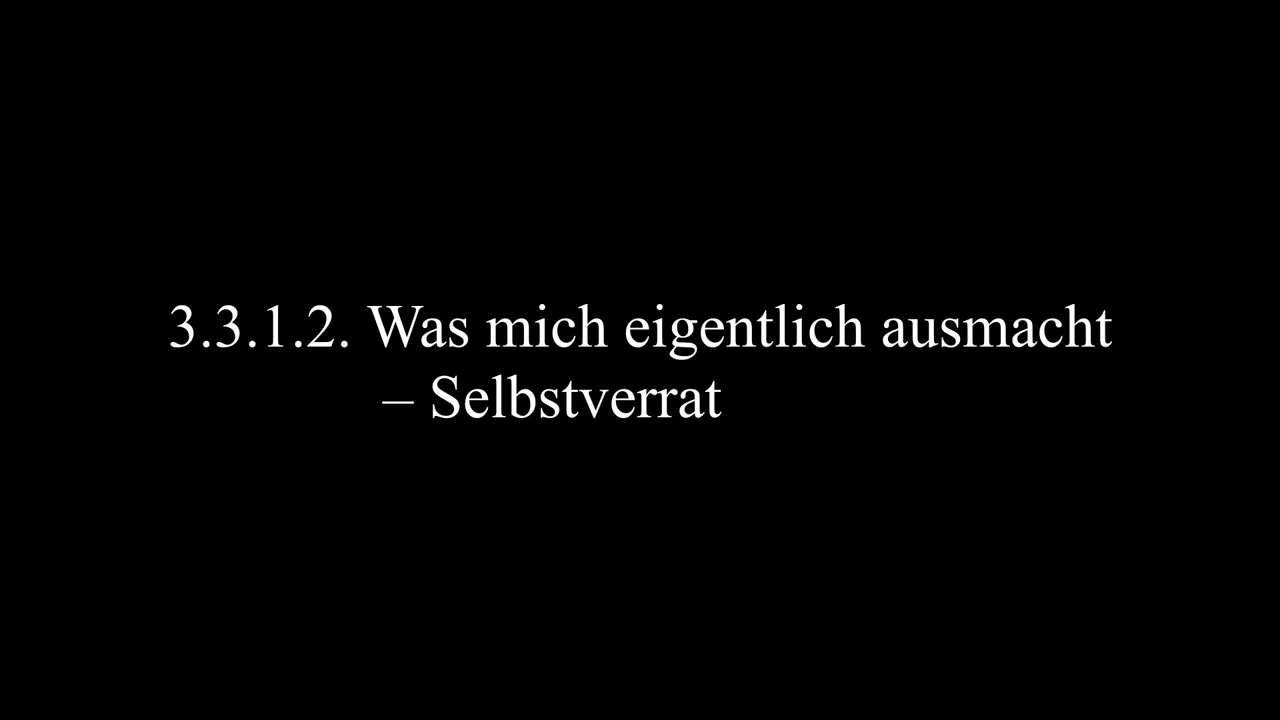 3.3.1.2. Was mich eigentlich ausmacht
– Selbstverrat